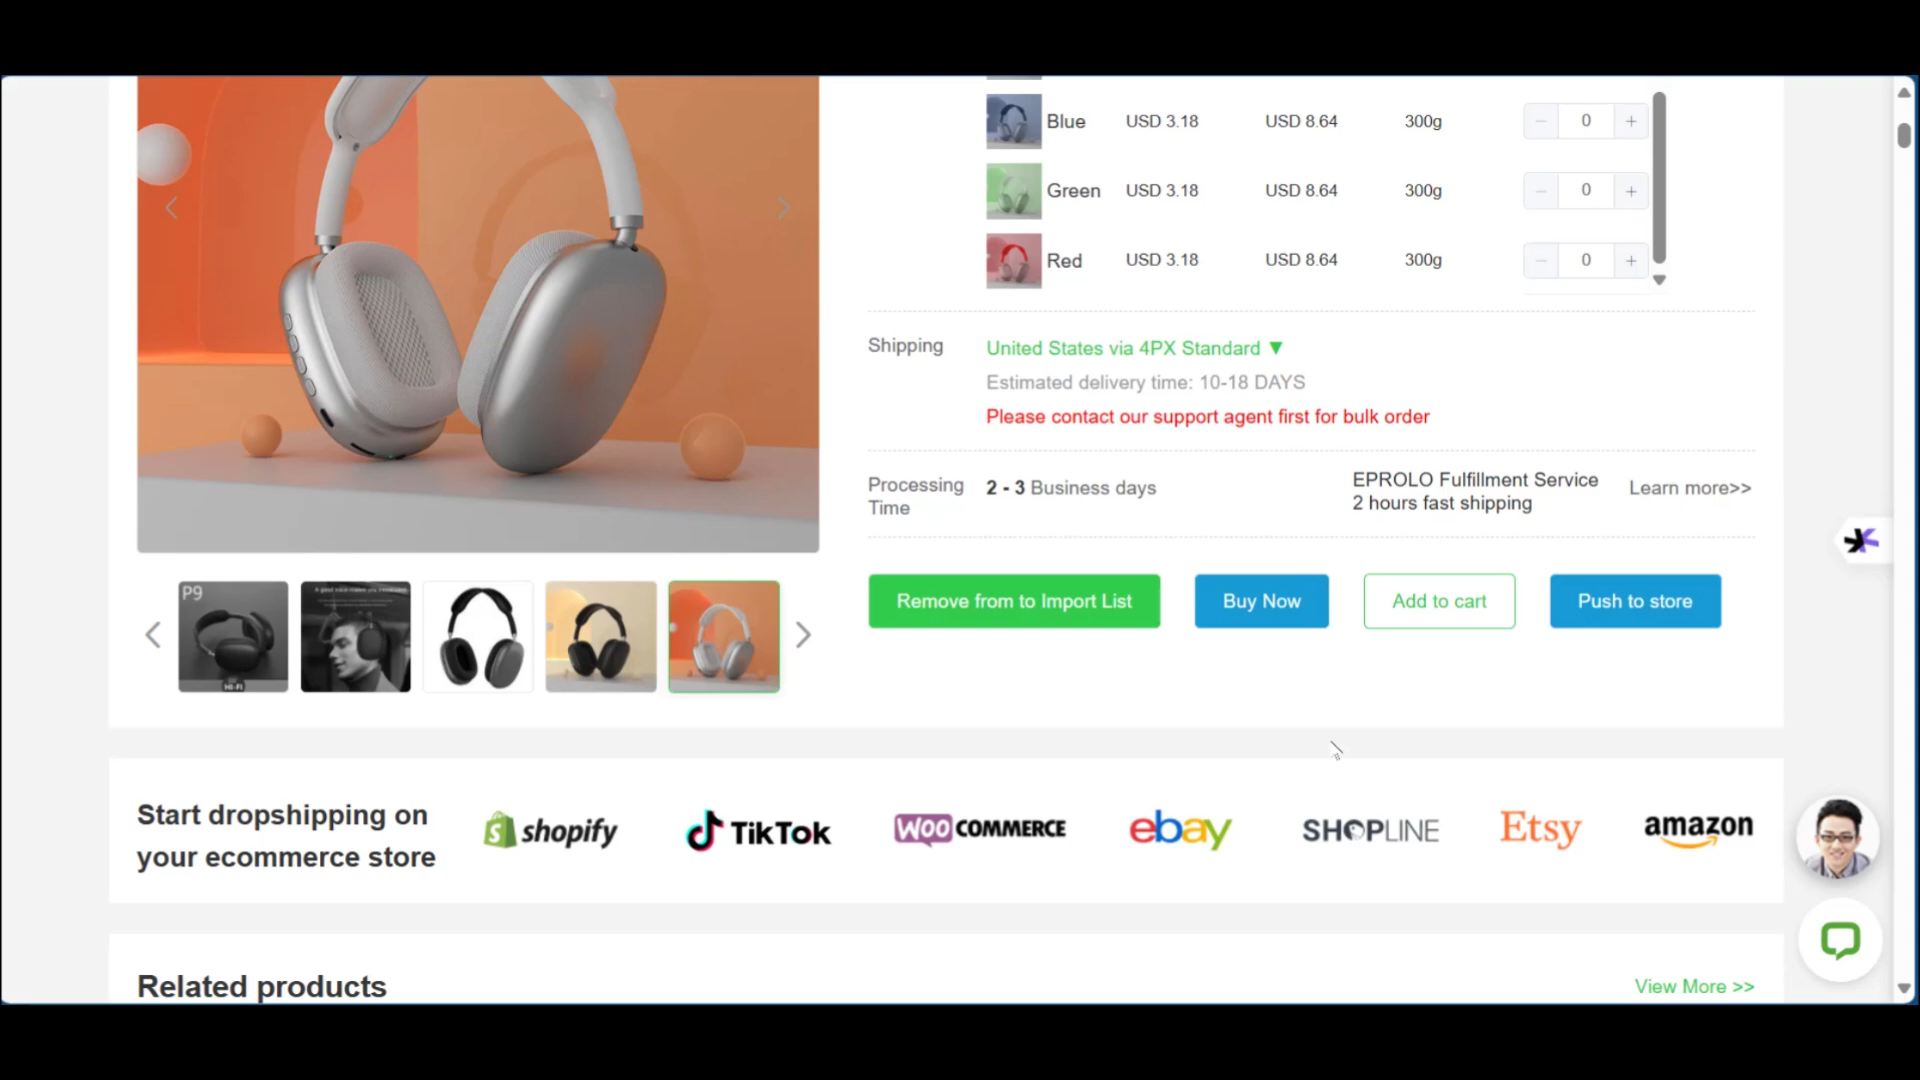 Blue USD 3.18 USD 8.64 300g − 0 +
Green USD 3.18 USD 8.64 300g − 0 +
Red USD 3.18 USD 8.64 300g − 0 +
Shipping United States via 4PX Standard ▼
Estimated delivery time: 10-18 DAYS
Please contact our support agent first for bulk order
Processing Time
2 - 3 Business days
EPROLO Fulfillment Service
2 hours fast shipping
Learn more>>
P9
HI-FI
Remove from to Import List
Buy Now
Add to cart
Push to store
Start dropshipping on
your ecommerce store
shopify
TikTok
WOO COMMERCE
ebay
SHOPLINE
Etsy
amazon
Related products
View More >>